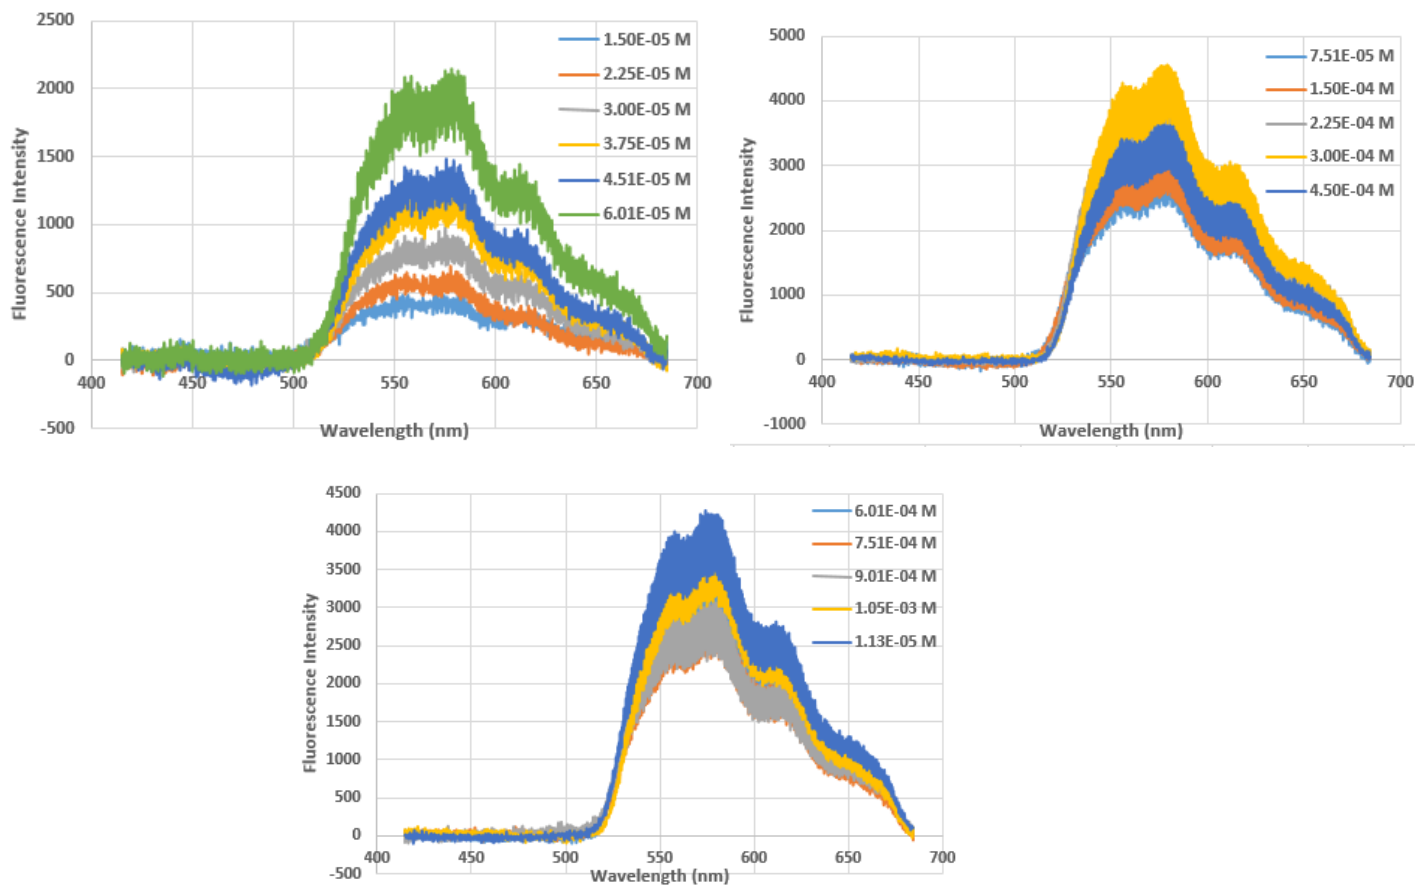 2500
2000
1500
1000
500
0
-500
400
450
500
550
600
650
700
Fluorescence Intensity
Wavelength (nm)
1.50E-05 M
2.25E-05 M
3.00E-05 M
3.75E-05 M
4.51E-05 M
6.01E-05 M
5000
4000
3000
2000
1000
0
-1000
400
450
500
550
600
650
700
Fluorescence Intensity
Wavelength (nm)
7.51E-05 M
1.50E-04 M
2.25E-04 M
3.00E-04 M
4.50E-04 M
4500
4000
3500
3000
2500
2000
1500
1000
500
0
-500
400
450
500
550
600
650
700
Fluorescence Intensity
Wavelength (nm)
6.01E-04 M
7.51E-04 M
9.01E-04 M
1.05E-03 M
1.13E-05 M